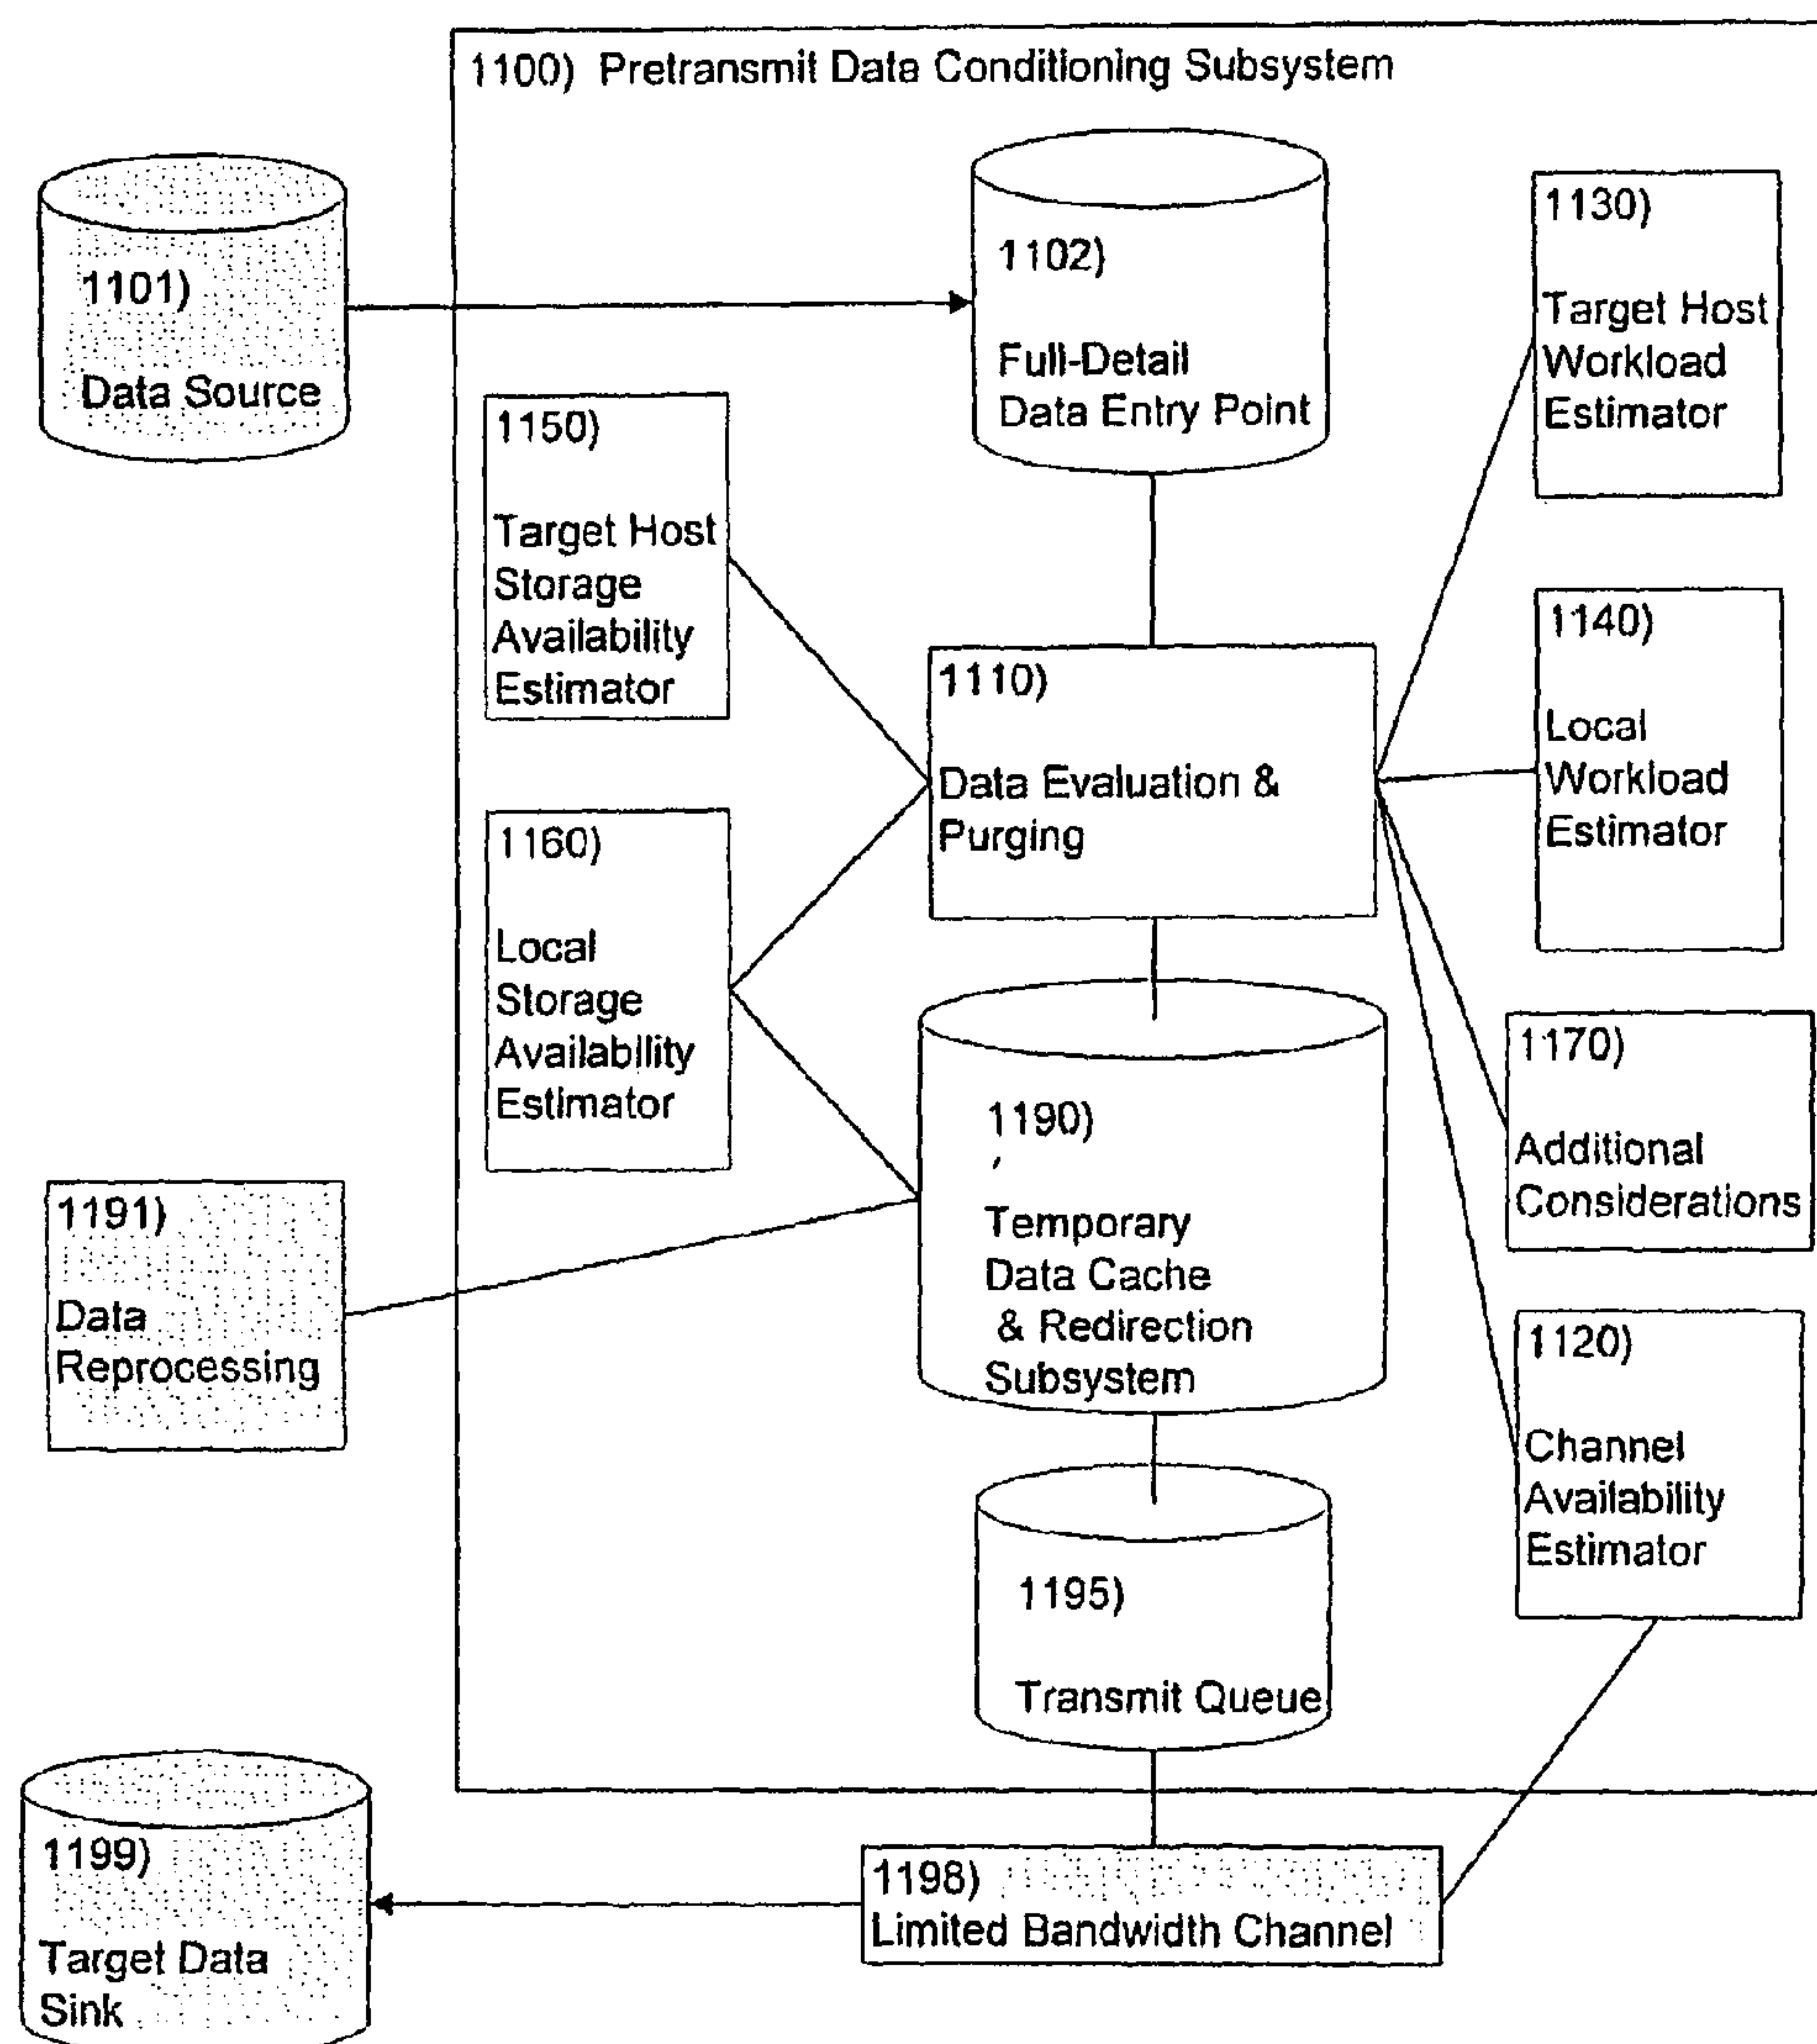 1100) Pretransmit Data Conditioning Subsystem
1101)
Data Source
1102)
Full-Detail
Data Entry Point
1130)
Target Host
Workload
Estimator
1150)
Target Host
Storage
Availability
Estimator
1110)
Data Evaluation &
Purging
1140)
Local
Workload
Estimator
1160)
Local
Storage
Availability
Estimator
1190)
Temporary
Data Cache
& Redirection
Subsystem
1170)
Additional
Considerations
1191)
Data
Reprocessing
1120)
Channel
Availability
Estimator
1195)
Transmit Queue
1198)
Limited Bandwidth Channel
1199)
Target Data
Sink